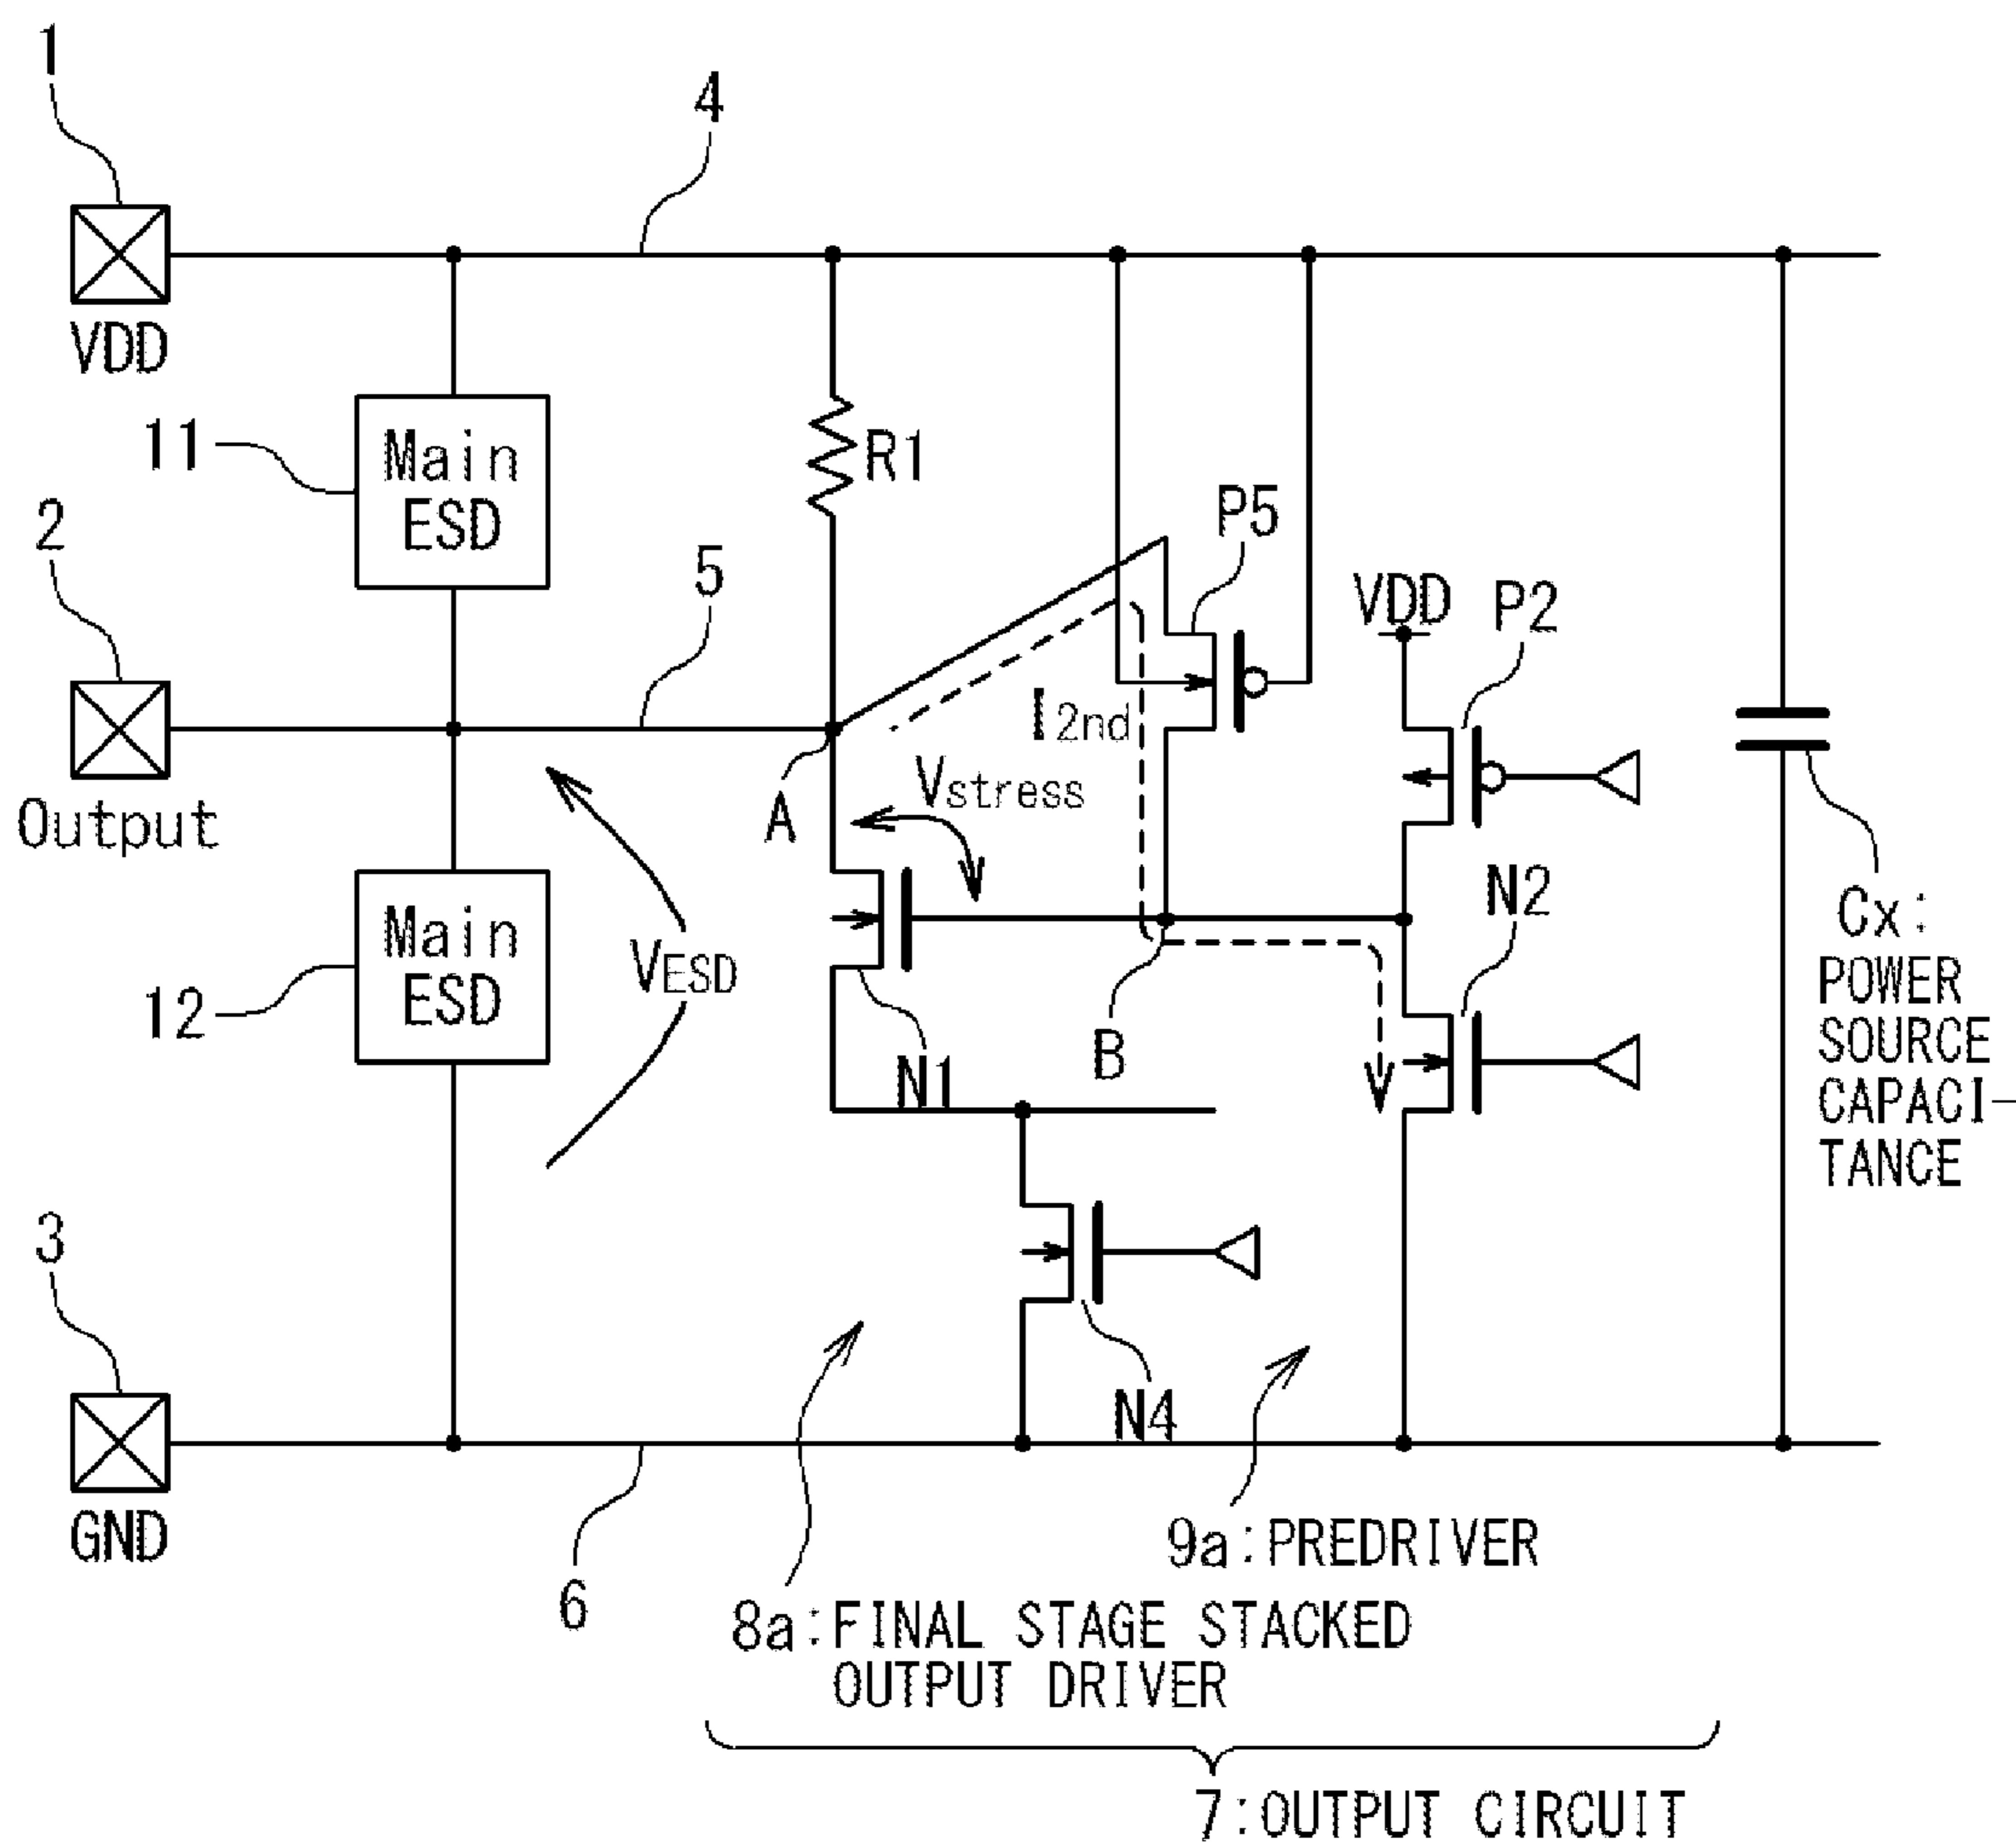 1
4
VDD
11
Main
ESD
R1
P5
2
5
VDD
P2
I2nd
Vstress
Output
A
Main
ESD
12
VESD
N1
B
N2
Cx:
POWER
SOURCE
CAPACI-
TANCE
3
N4
GND
6
9a:PREDRIVER
8a:FINAL STAGE STACKED
OUTPUT DRIVER
7:OUTPUT CIRCUIT